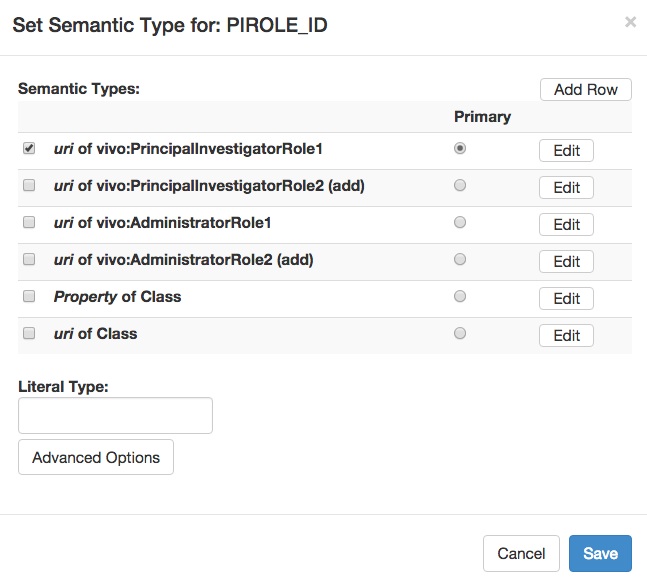 Set Semantic Type for: PIROLE_ID ×
Semantic Types: Add Row
Primary
uri of vivo:PrincipalInvestigatorRole1 Edit
uri of vivo:PrincipalInvestigatorRole2 (add) Edit
uri of vivo:AdministratorRole1 Edit
uri of vivo:AdministratorRole2 (add) Edit
Property of Class Edit
uri of Class Edit
Literal Type:
Advanced Options
Cancel Save